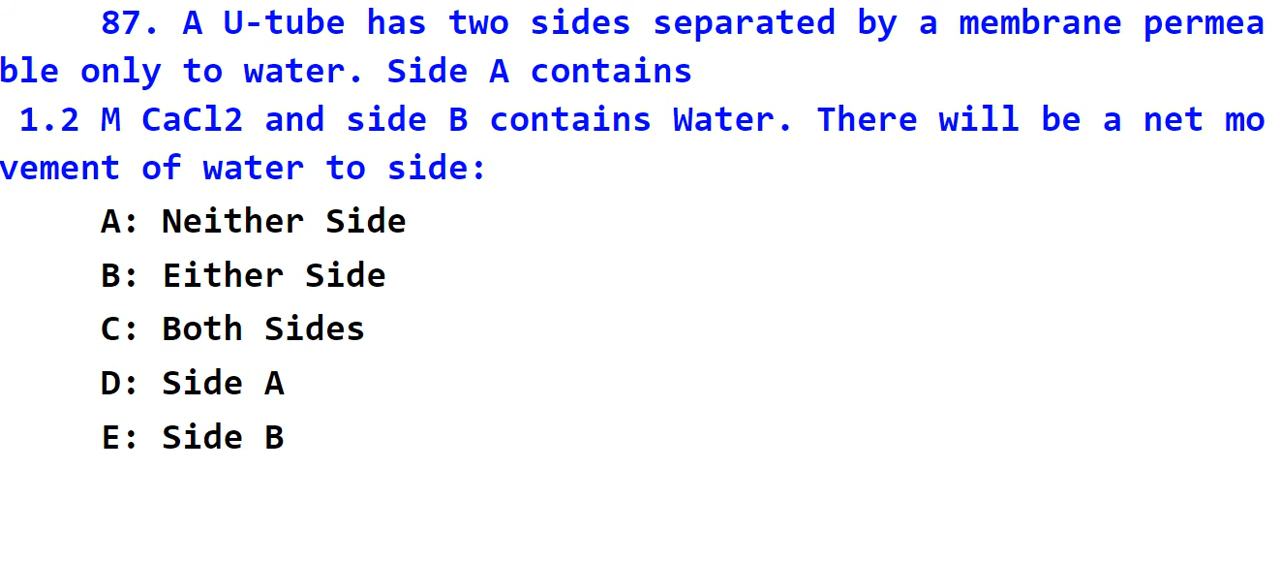 87. A U-tube has two sides separated by a membrane permea
ble only to water. Side A contains
1.2 M CaCl2 and side B contains Water. There will be a net mo
vement of water to side:
A: Neither Side
B: Either Side
C: Both Sides
D: Side A
E: Side B